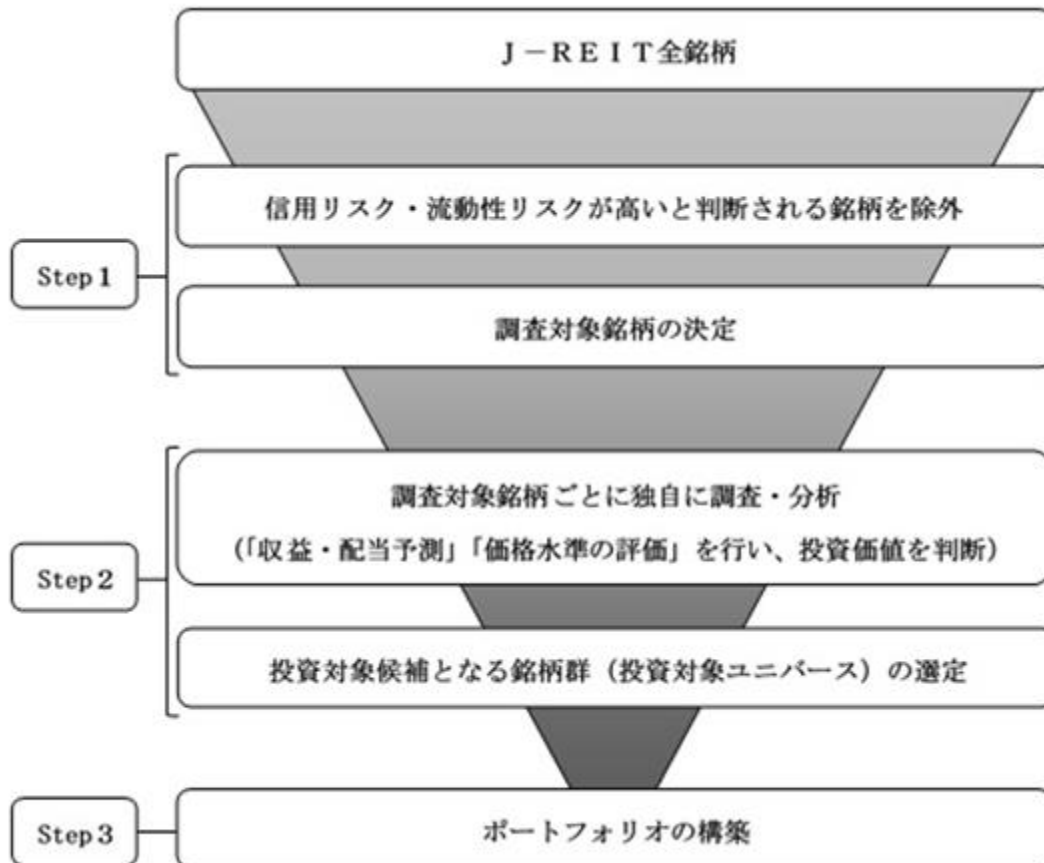 J－REIT全銘柄
信用リスク・流動性リスクが高いと判断される銘柄を除外
Step1
調査対象銘柄の決定
調査対象銘柄ごとに独自に調査・分析
（「収益・配当予測」「価格水準の評価」を行い、投資価値を判断）
Step2
投資対象候補となる銘柄群（投資対象ユニバース）の選定
Step3
ポートフォリオの構築